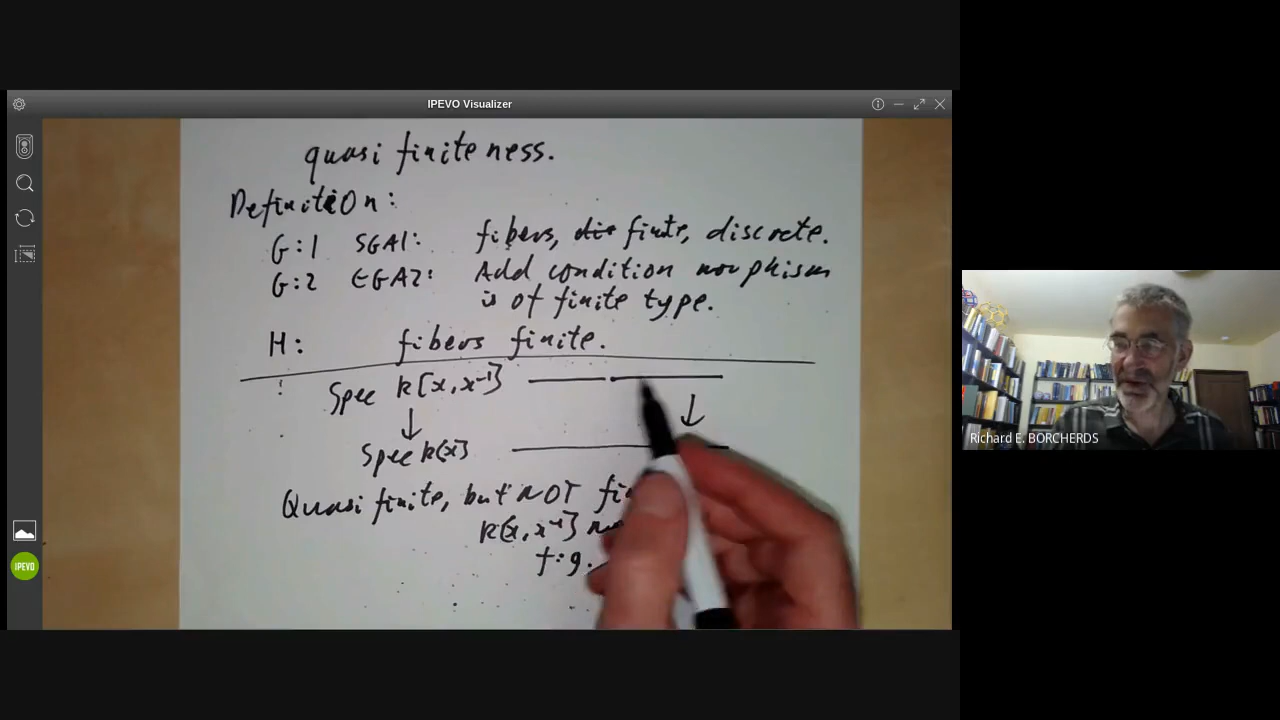 IPEVO Visualizer
quasi finiteness.
Definition:
G:1 SGA1: fibers, dis finite, discrete.
G:2 EGA2: Add condition morphism
is of finite type.
H: fibers finite.
Spec k[x,x⁻¹]
↓ ↓
Spec k[x]
Quasi finite, but NOT
k[x,x⁻¹]
f:g.
IPEVO
Richard E. BORCHERDS